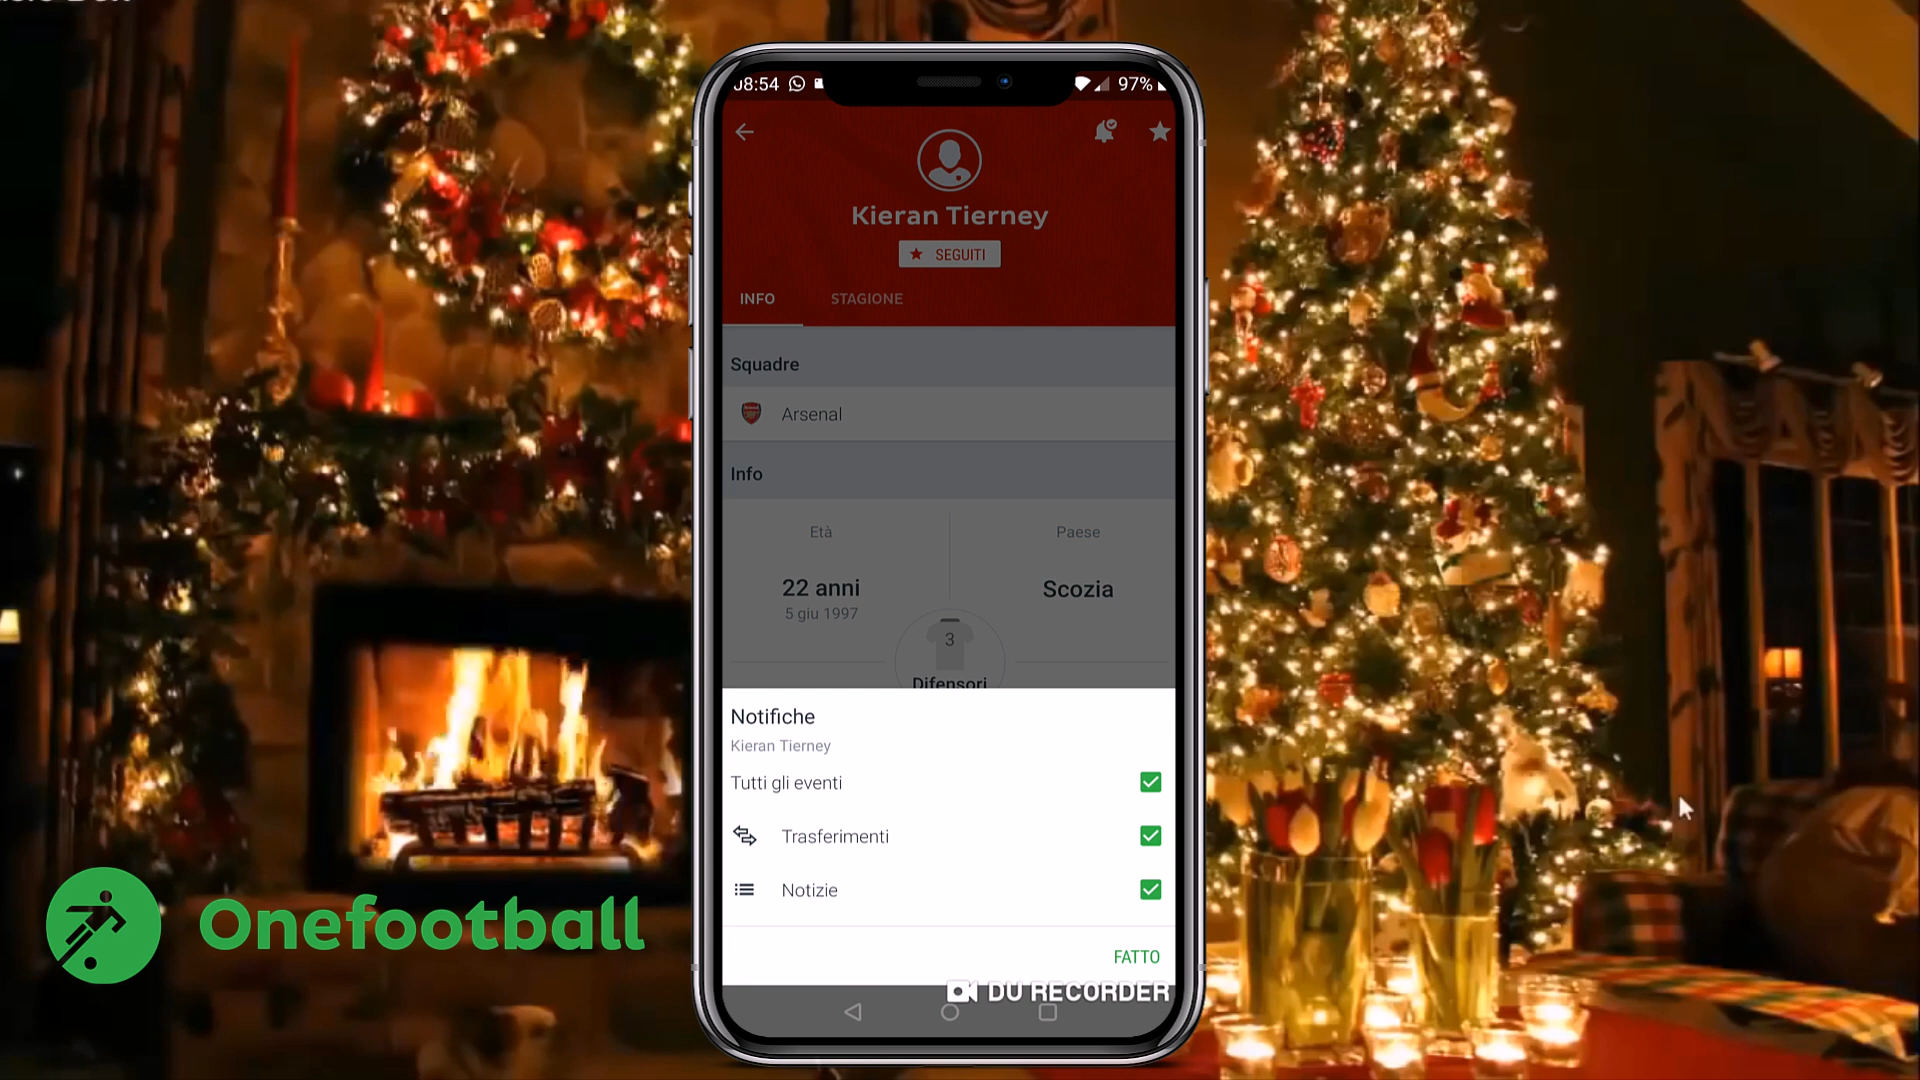 08:54
97%
Kieran Tierney
SEGUITI
INFO
STAGIONE
Squadre
Arsenal
Info
Età
Paese
22 anni
Scozia
5 giu 1997
3
Difensori
Notifiche
Kieran Tierney
Tutti gli eventi
Trasferimenti
Notizie
FATTO
DU RECORDER
Onefootball